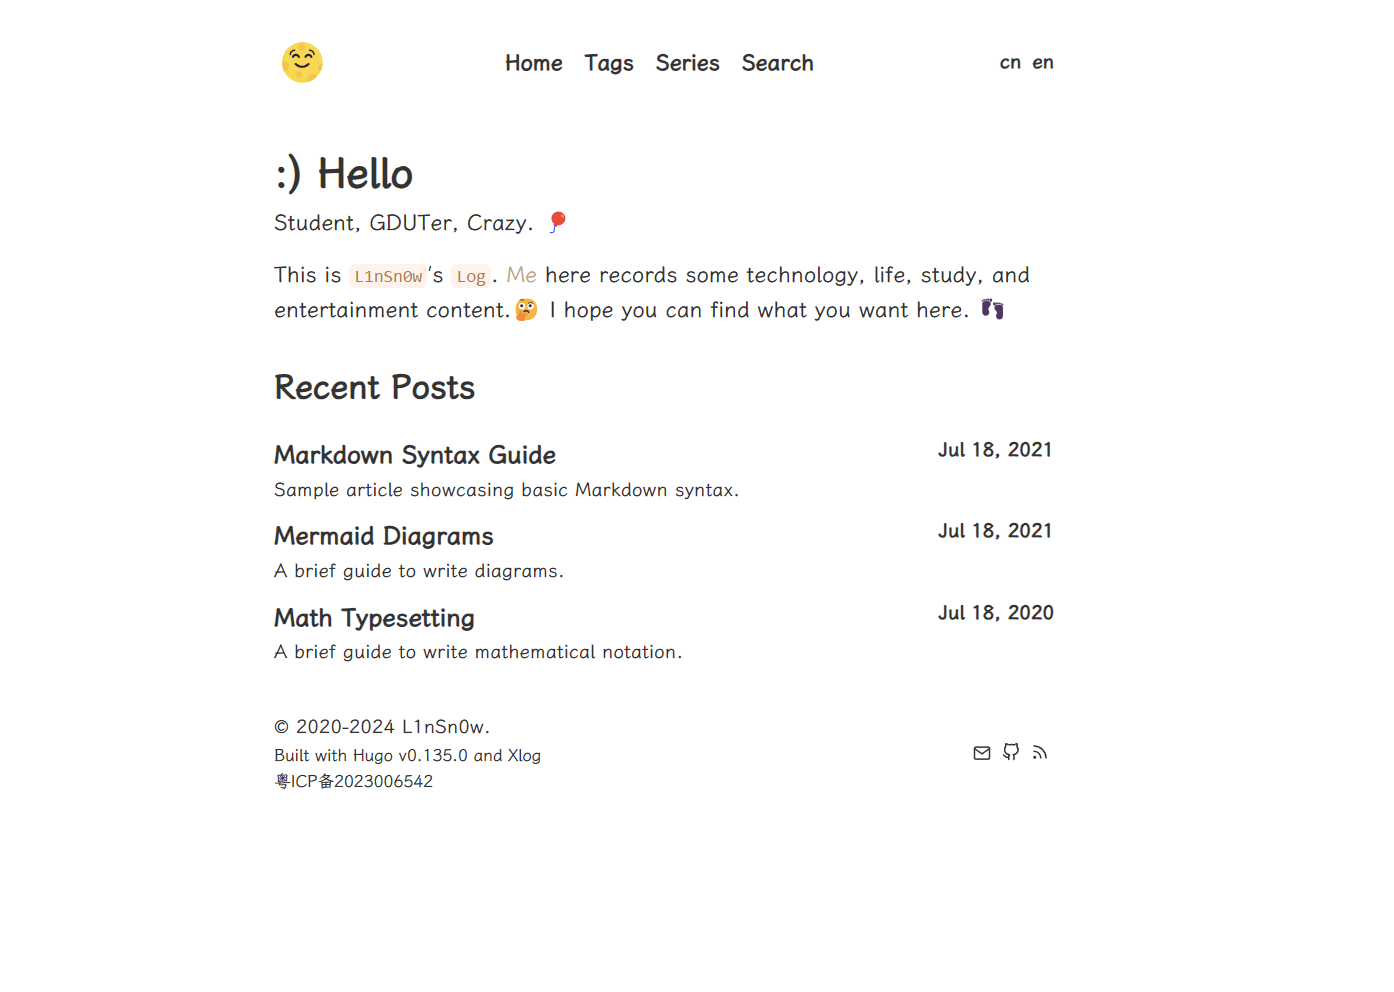 Home Tags Series Search cn en
:) Hello
Student, GDUTer, Crazy. 🎈
This is L1nSn0w's Log. Me here records some technology, life, study, and
entertainment content.🤔 I hope you can find what you want here. 👣
Recent Posts
Markdown Syntax Guide Jul 18, 2021
Sample article showcasing basic Markdown syntax.
Mermaid Diagrams Jul 18, 2021
A brief guide to write diagrams.
Math Typesetting Jul 18, 2020
A brief guide to write mathematical notation.
© 2020-2024 L1nSn0w.
Built with Hugo v0.135.0 and Xlog
粤ICP备2023006542